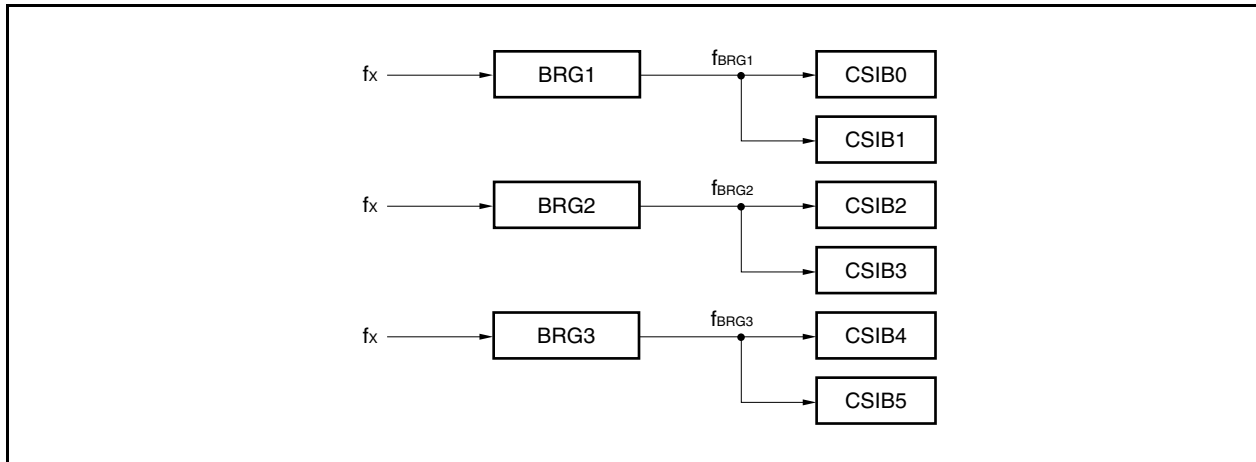 fBRG1
fX BRG1 CSIB0
CSIB1
fBRG2
fX BRG2 CSIB2
CSIB3
fBRG3
fX BRG3 CSIB4
CSIB5